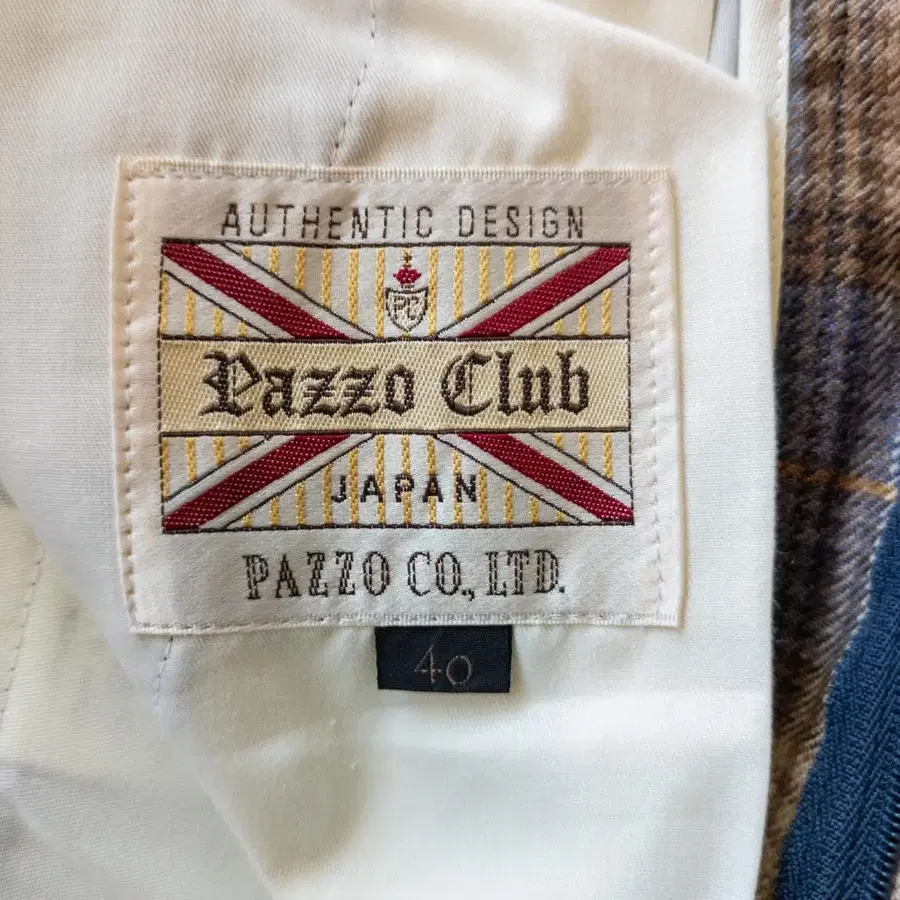 AUTHENTIC DESIGN
PC
Pazzo Club
JAPAN
PAZZO CO., LTD.
40